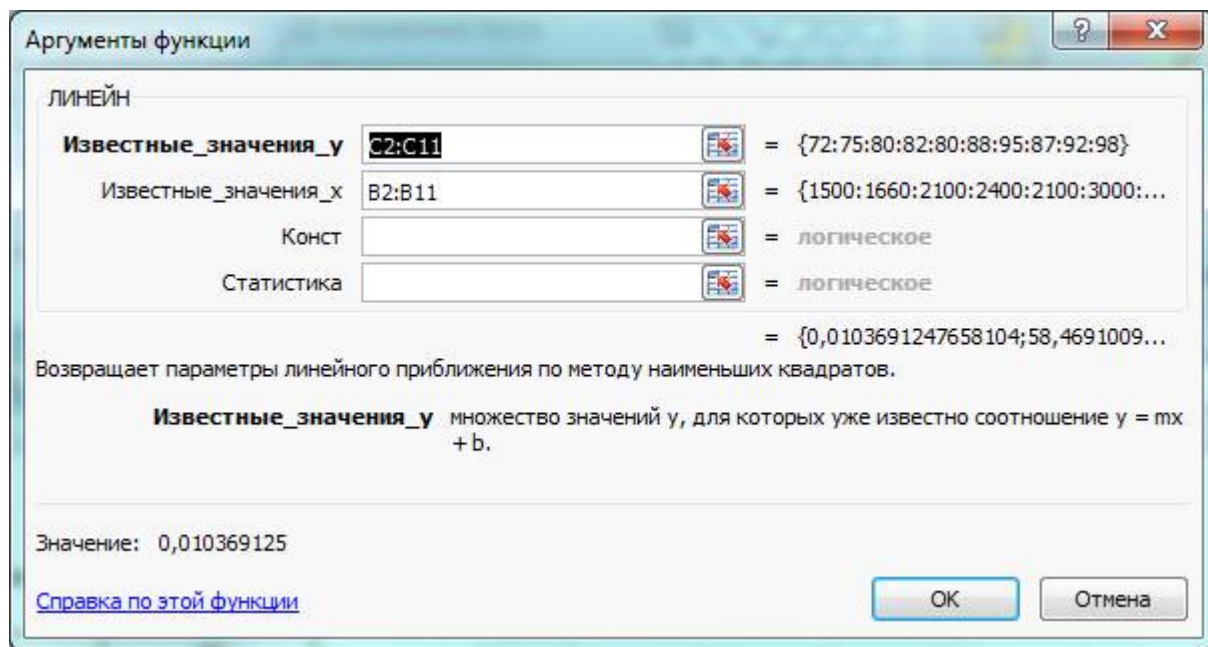 Аргументы функции
ЛИНЕЙН
Известные_значения_y C2:C11 = {72:75:80:82:80:88:95:87:92:98}
Известные_значения_x B2:B11 = {1500:1660:2100:2400:2100:3000:...
Конст = логическое
Статистика = логическое
= {0,0103691247658104;58,4691009...
Возвращает параметры линейного приближения по методу наименьших квадратов.
Известные_значения_y множество значений y, для которых уже известно соотношение y = mx
+ b.
Значение: 0,010369125
Справка по этой функции
ОК Отмена